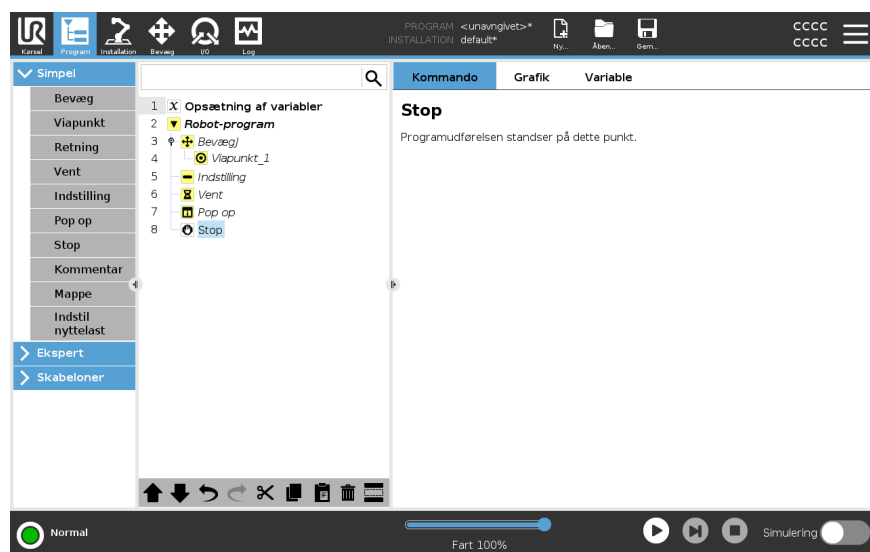 UR
Kørsel
Program
Installation
Bevæg
I/O
Log
PROGRAM <unavngivet>*
INSTALLATION default*
Ny...
Åben...
Gem...
CCCC
CCCC
Simpel
Bevæg
Viapunkt
Retning
Vent
Indstilling
Pop op
Stop
Kommentar
Mappe
Indstil
nyttelast
Ekspert
Skabeloner
1 X Opsætning af variabler
2 Robot-program
3 BevægJ
4 Viapunkt_1
5 Indstilling
6 Vent
7 Pop op
8 Stop
Kommando Grafik Variable
Stop
Programudførelsen standser på dette punkt.
Normal
Fart 100%
Simulering